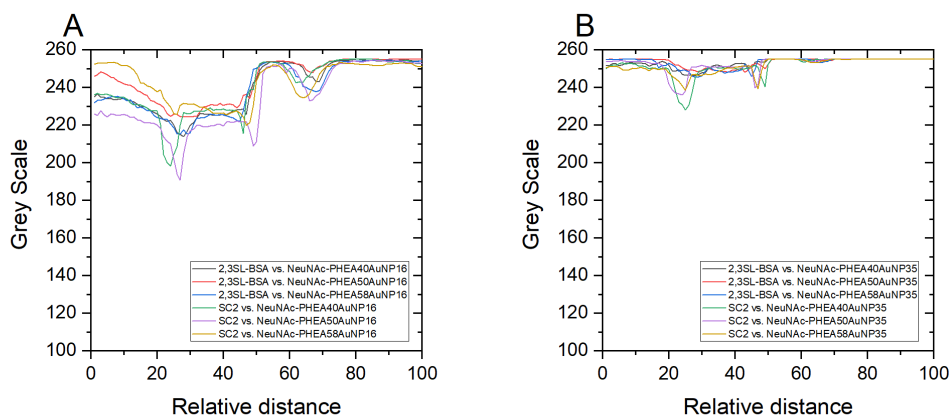 A
B
260
240
220
200
180
160
140
120
100
Grey Scale
2,3SL-BSA vs. NeuNAc-PHEA40AuNP16
2,3SL-BSA vs. NeuNAc-PHEA50AuNP16
2,3SL-BSA vs. NeuNAc-PHEA58AuNP16
SC2 vs. NeuNAc-PHEA40AuNP16
SC2 vs. NeuNAc-PHEA50AuNP16
SC2 vs. NeuNAc-PHEA58AuNP16
0 20 40 60 80 100
Relative distance
260
240
220
200
180
160
140
120
100
Grey Scale
2,3SL-BSA vs. NeuNAc-PHEA40AuNP35
2,3SL-BSA vs. NeuNAc-PHEA50AuNP35
2,3SL-BSA vs. NeuNAc-PHEA58AuNP35
SC2 vs. NeuNAc-PHEA40AuNP35
SC2 vs. NeuNAc-PHEA50AuNP35
SC2 vs. NeuNAc-PHEA58AuNP35
0 20 40 60 80 100
Relative distance